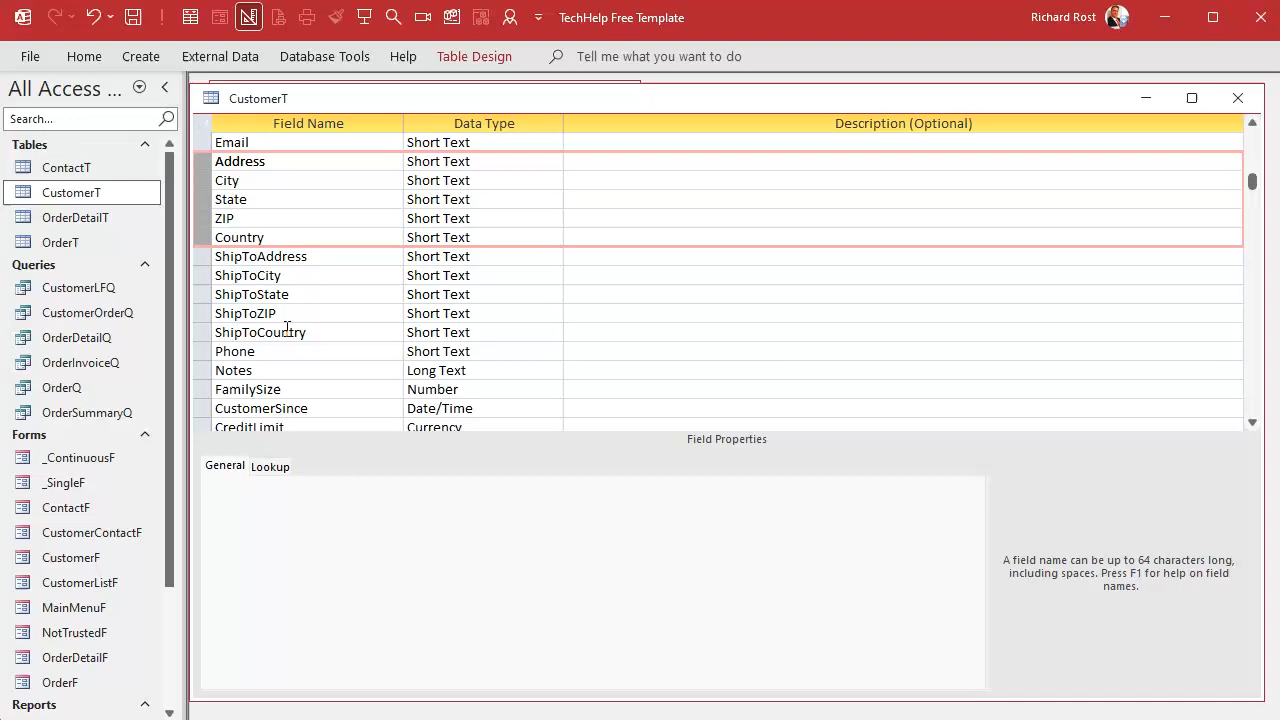 TechHelp Free Template
Richard Rost
File Home Create External Data Database Tools Help Table Design Tell me what you want to do
All Access ...
Search...
Tables
ContactT
CustomerT
OrderDetailT
OrderT
Queries
CustomerLFQ
CustomerOrderQ
OrderDetailQ
OrderInvoiceQ
OrderQ
OrderSummaryQ
Forms
_ContinuousF
_SingleF
ContactF
CustomerContactF
CustomerF
CustomerListF
MainMenuF
NotTrustedF
OrderDetailF
OrderF
Reports
CustomerT
Field Name Data Type Description (Optional)
Email Short Text
Address Short Text
City Short Text
State Short Text
ZIP Short Text
Country Short Text
ShipToAddress Short Text
ShipToCity Short Text
ShipToState Short Text
ShipToZIP Short Text
ShipToCountry Short Text
Phone Short Text
Notes Long Text
FamilySize Number
CustomerSince Date/Time
CreditLimit Currency
Field Properties
General Lookup
A field name can be up to 64 characters long,
including spaces. Press F1 for help on field
names.